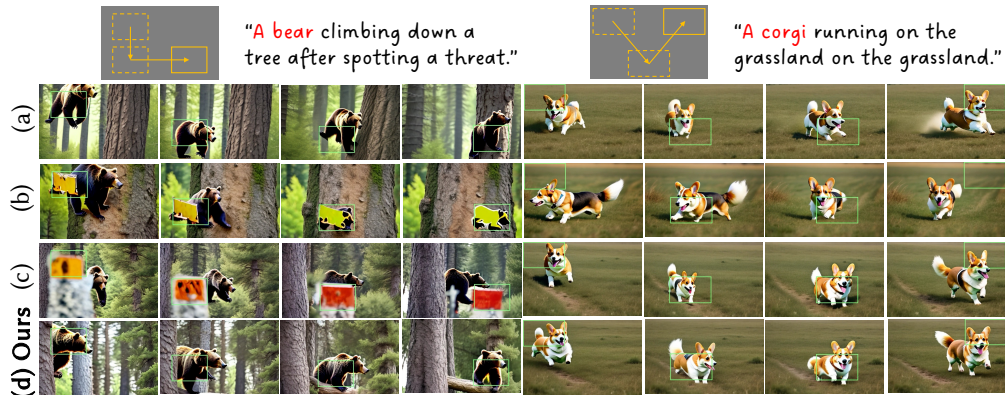 “A bear climbing down a
tree after spotting a threat.”
“A corgi running on the
grassland on the grassland.”
(a)
(b)
(c)
(d) Ours